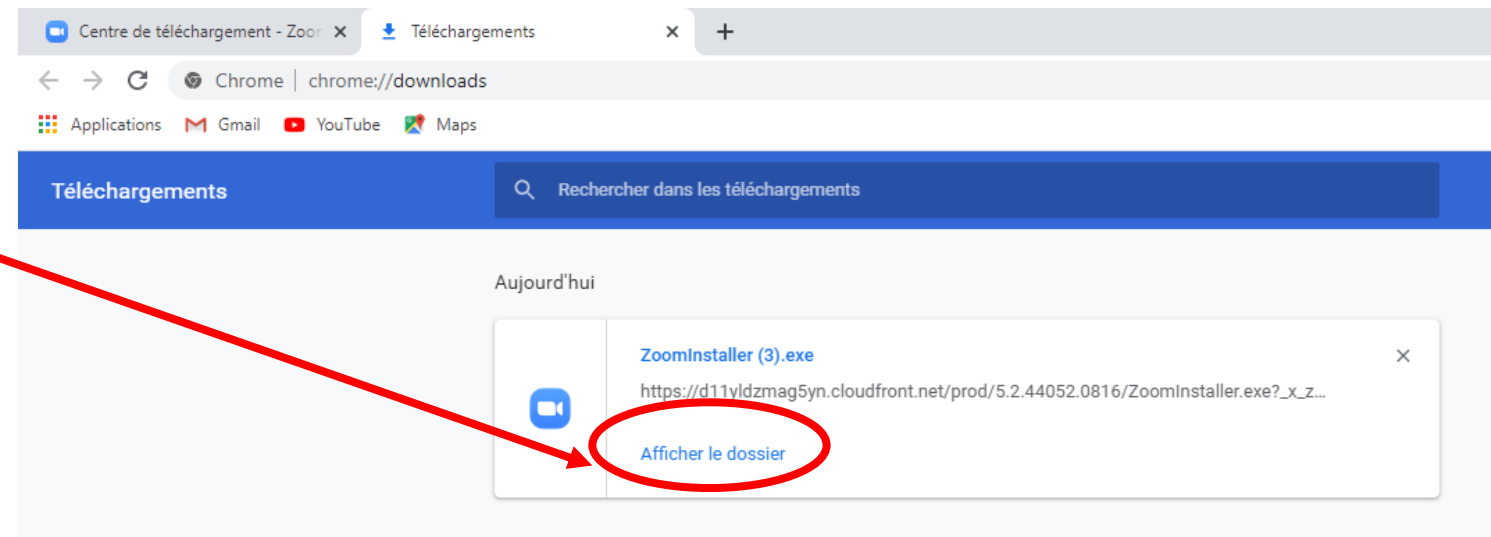 Centre de téléchargement - Zoor
Téléchargements
Chrome | chrome://downloads
Applications Gmail YouTube Maps
Téléchargements
Rechercher dans les téléchargements
Aujourd'hui
ZoomInstaller (3).exe
https://d11yldzmag5yn.cloudfront.net/prod/5.2.44052.0816/ZoomInstaller.exe?_x_z...
Afficher le dossier